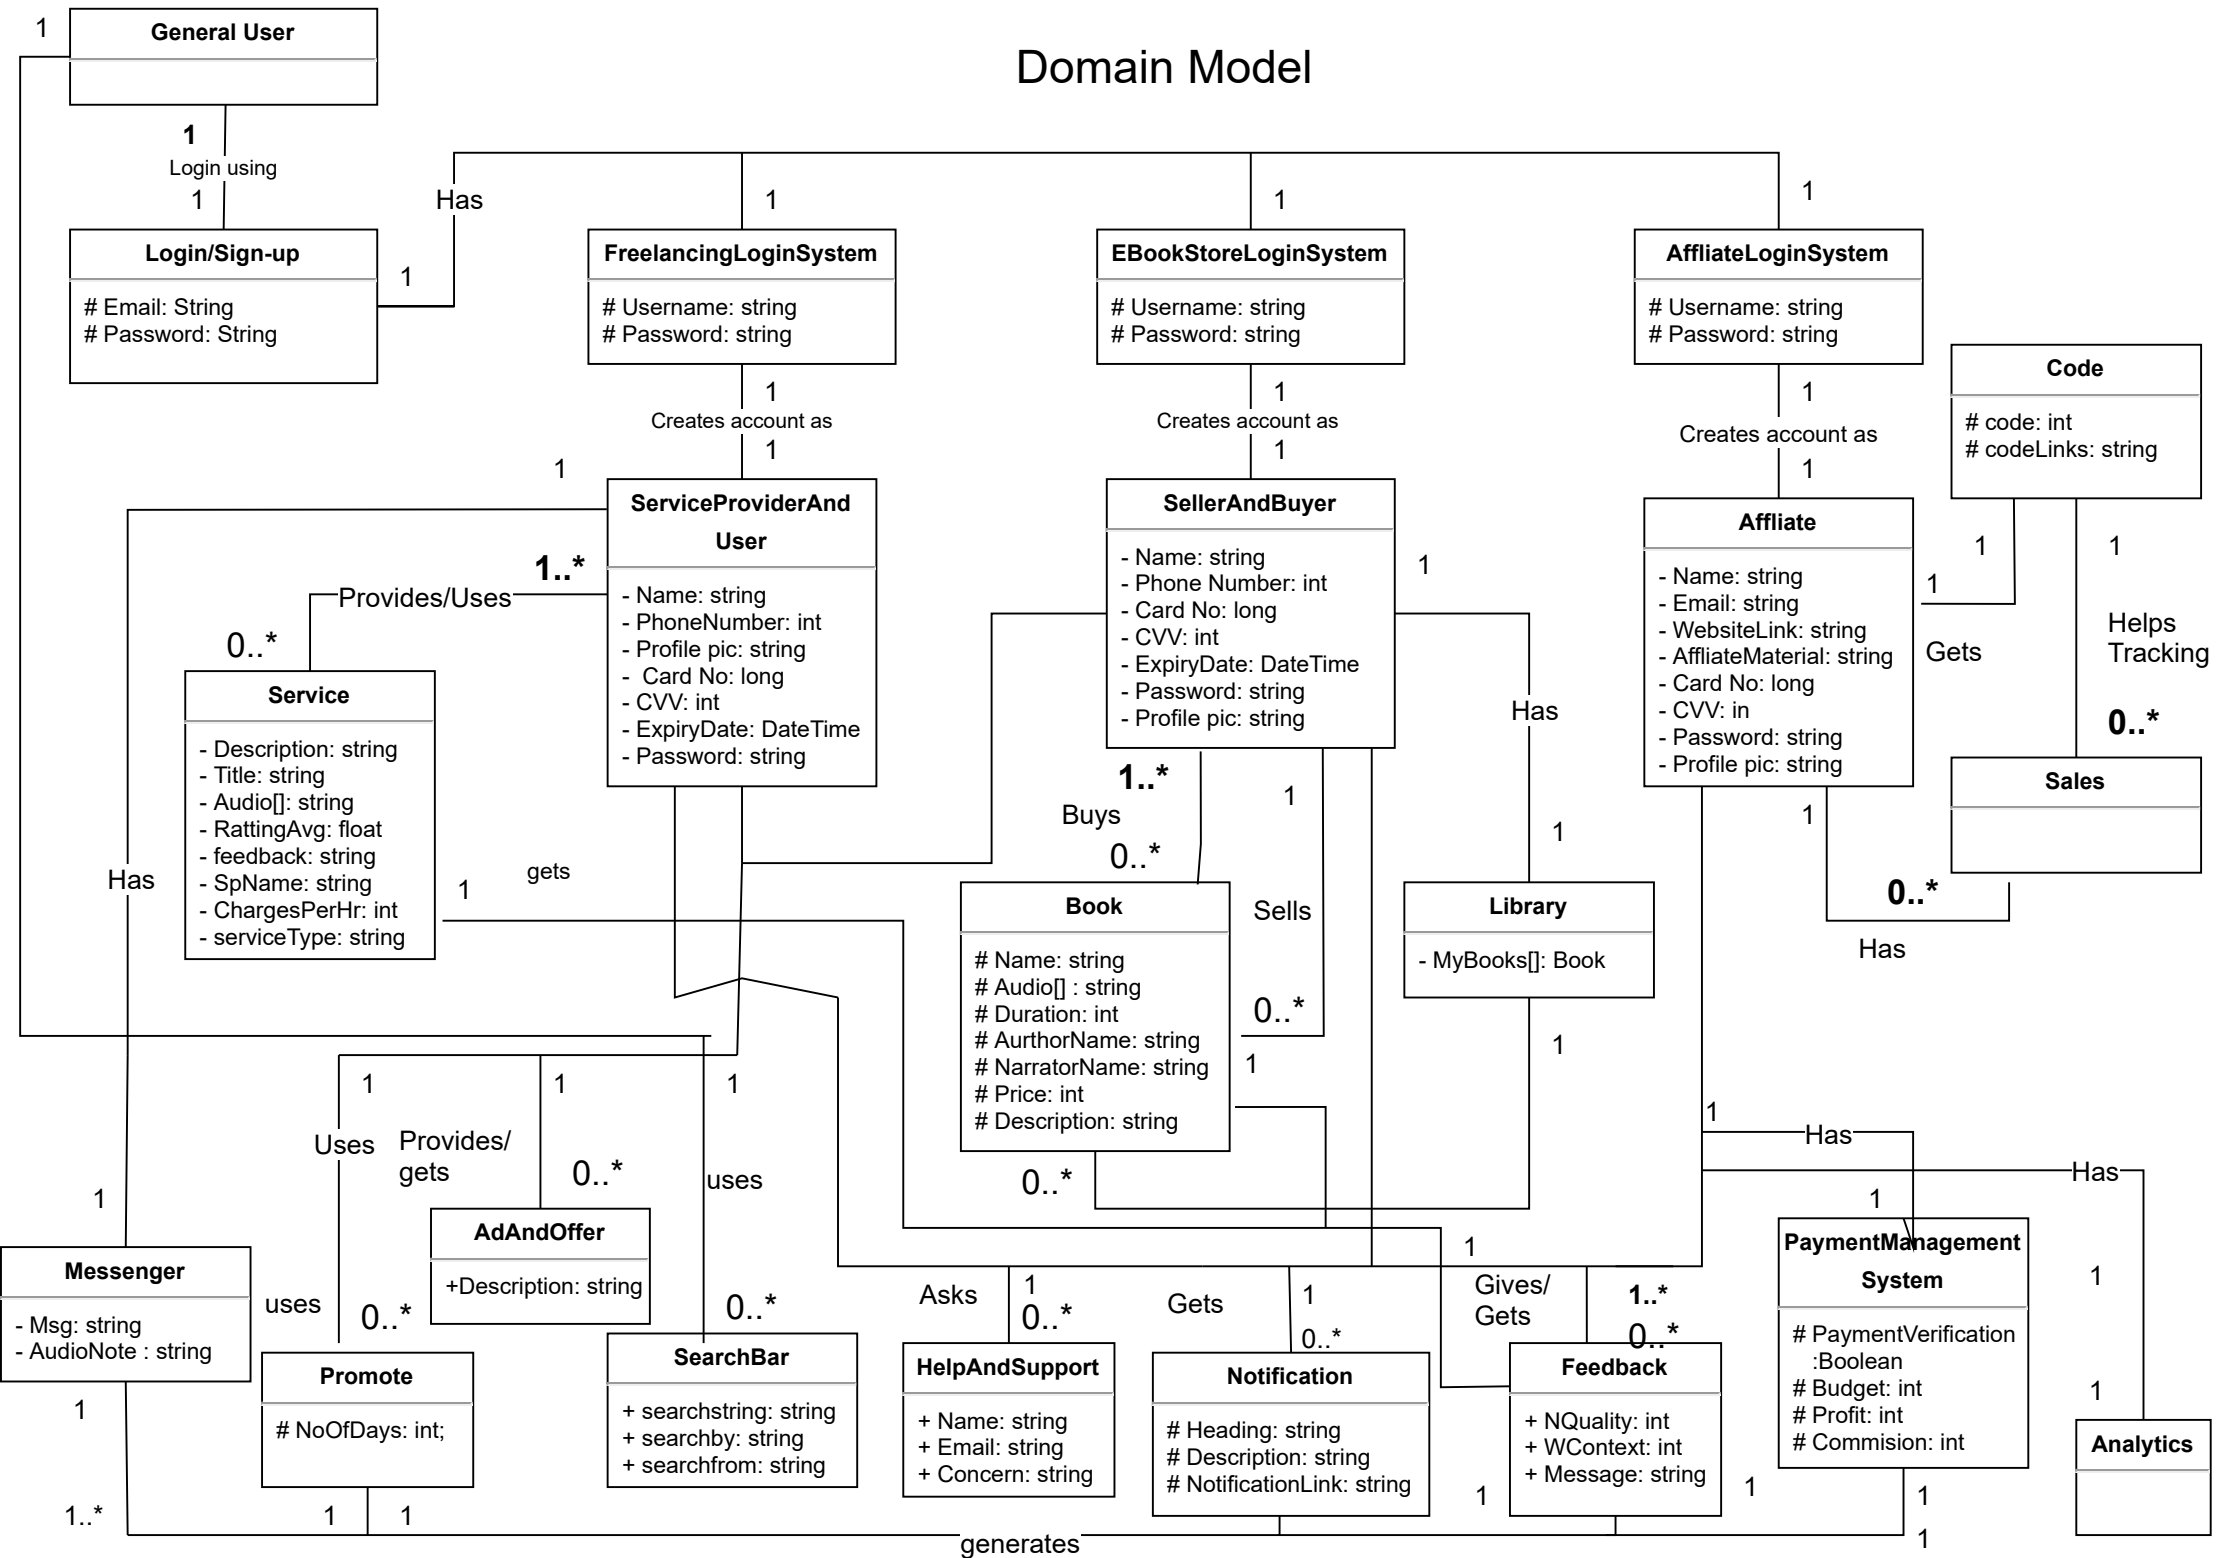 Domain Model
1
General User
1
Login using
1
Has
1
1
1
Login/Sign-up
# Email: String
# Password: String
1
FreelancingLoginSystem
# Username: string
# Password: string
EBookStoreLoginSystem
# Username: string
# Password: string
AffliateLoginSystem
# Username: string
# Password: string
Code
# code: int
# codeLinks: string
1
Creates account as
1
1
Creates account as
1
1
Creates account as
1
1
ServiceProviderAnd
User
- Name: string
- PhoneNumber: int
- Profile pic: string
- Card No: long
- CVV: int
- ExpiryDate: DateTime
- Password: string
1..*
Provides/Uses
0..*
SellerAndBuyer
- Name: string
- Phone Number: int
- Card No: long
- CVV: int
- ExpiryDate: DateTime
- Password: string
- Profile pic: string
1
Has
1
Affliate
- Name: string
- Email: string
- WebsiteLink: string
- AffliateMaterial: string
- Card No: long
- CVV: in
- Password: string
- Profile pic: string
1
1
Gets
1
Helps
Tracking
0..*
Sales
1
0..*
Has
Service
- Description: string
- Title: string
- Audio[]: string
- RattingAvg: float
- feedback: string
- SpName: string
- ChargesPerHr: int
- serviceType: string
Has
gets
1
1..*
Buys
0..*
1
Sells
0..*
1
Book
# Name: string
# Audio[] : string
# Duration: int
# AurthorName: string
# NarratorName: string
# Price: int
# Description: string
0..*
Library
- MyBooks[]: Book
1
1
1
1
Uses
Provides/
gets
0..*
uses
1
1
Has
Has
1
1
1
AdAndOffer
+Description: string
Messenger
- Msg: string
- AudioNote : string
uses
0..*
0..*
Asks
1
0..*
Gets
1
0..*
1
Gives/
Gets
1..*
0..*
PaymentManagement
System
# PaymentVerification
:Boolean
# Budget: int
# Profit: int
# Commision: int
Promote
# NoOfDays: int;
SearchBar
+ searchstring: string
+ searchby: string
+ searchfrom: string
HelpAndSupport
+ Name: string
+ Email: string
+ Concern: string
Notification
# Heading: string
# Description: string
# NotificationLink: string
Feedback
+ NQuality: int
+ WContext: int
+ Message: string
1
Analytics
1
1..*
1
1
1
1
1
generates
1